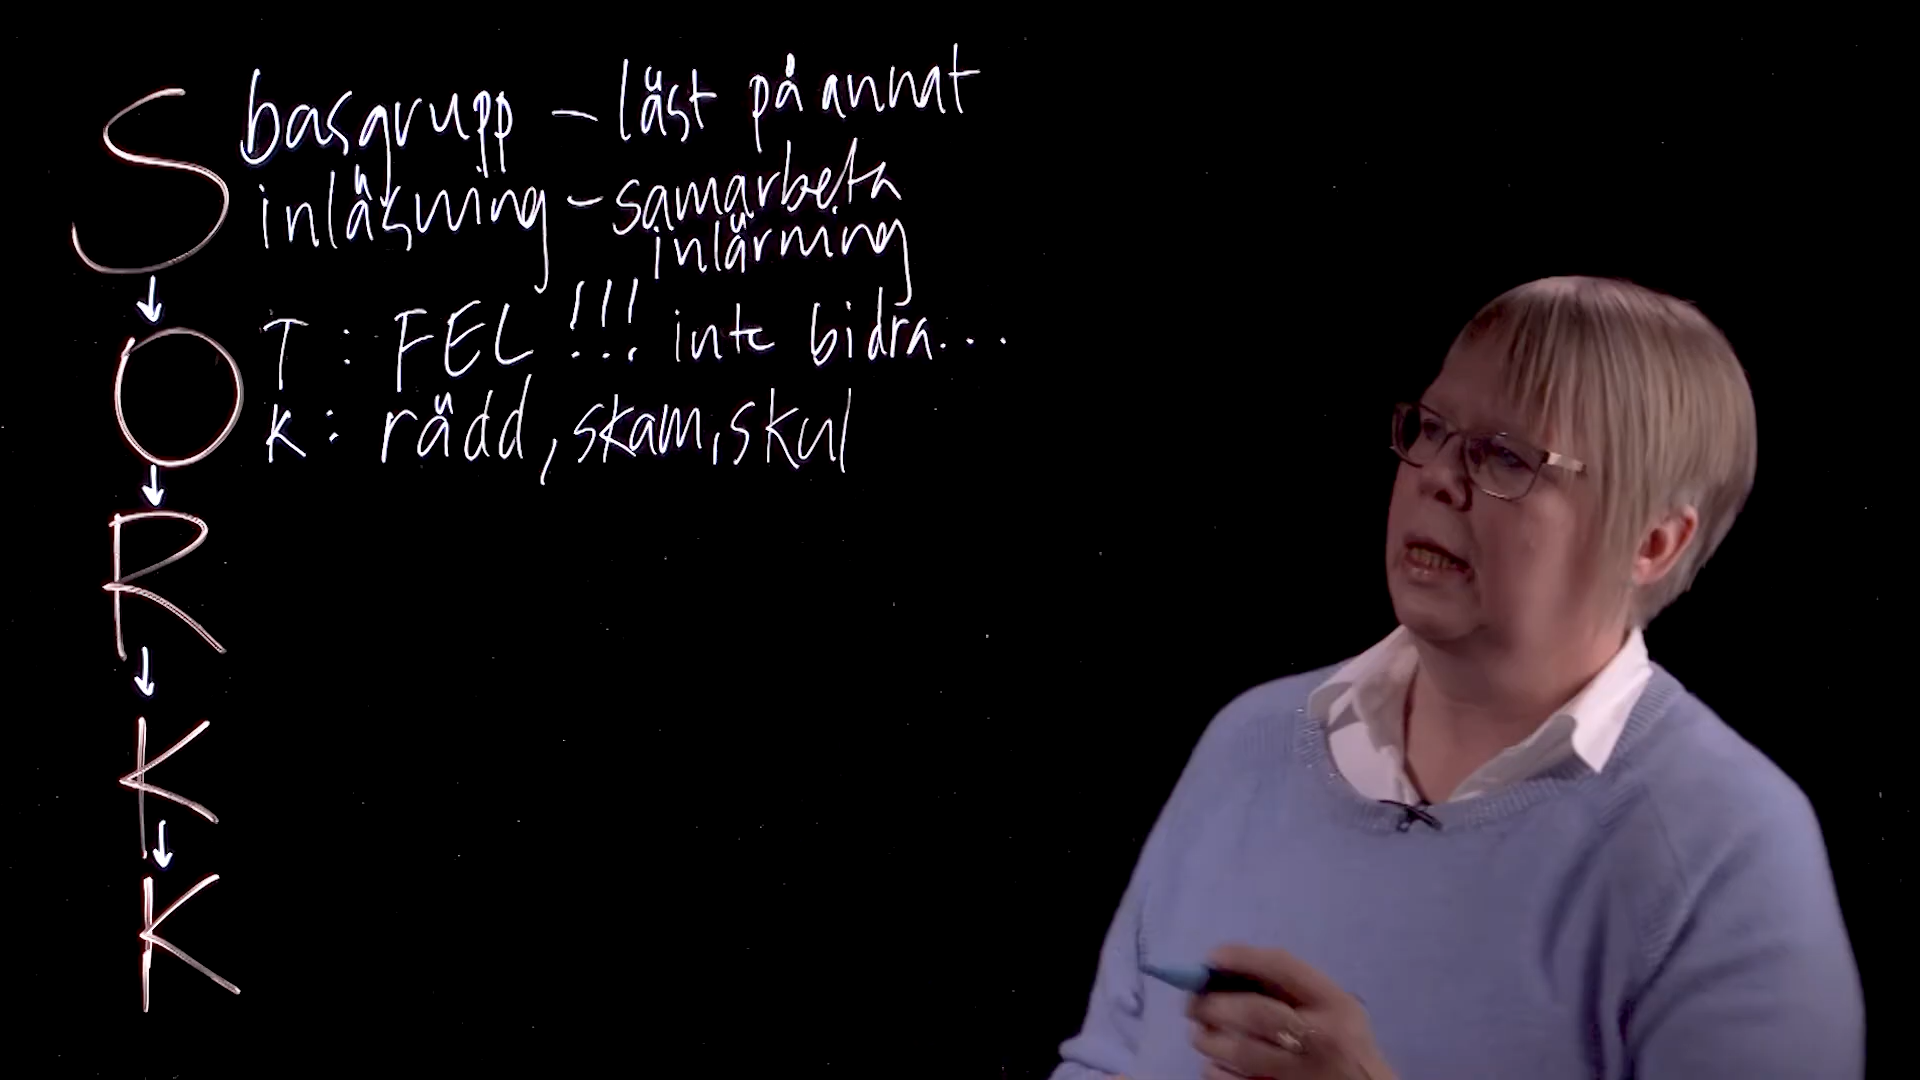 S basgrupp - läst på annat
inläsning - samarbeta
inlärning
↓
O T: FEL!!! inte bidra...
K: rädd, skam, skul
↓
R
↓
K
↓
K